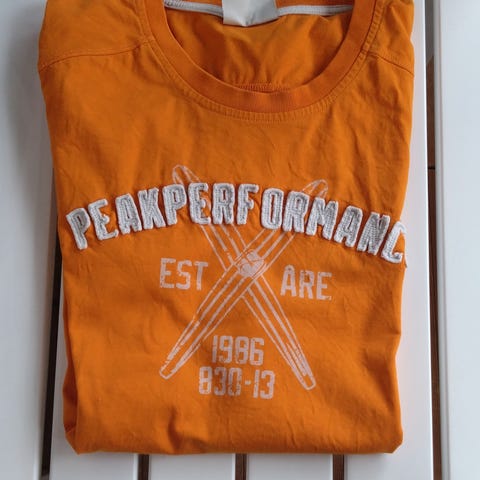 PEAKPERFORMANC
EST ARE
1986
830-13